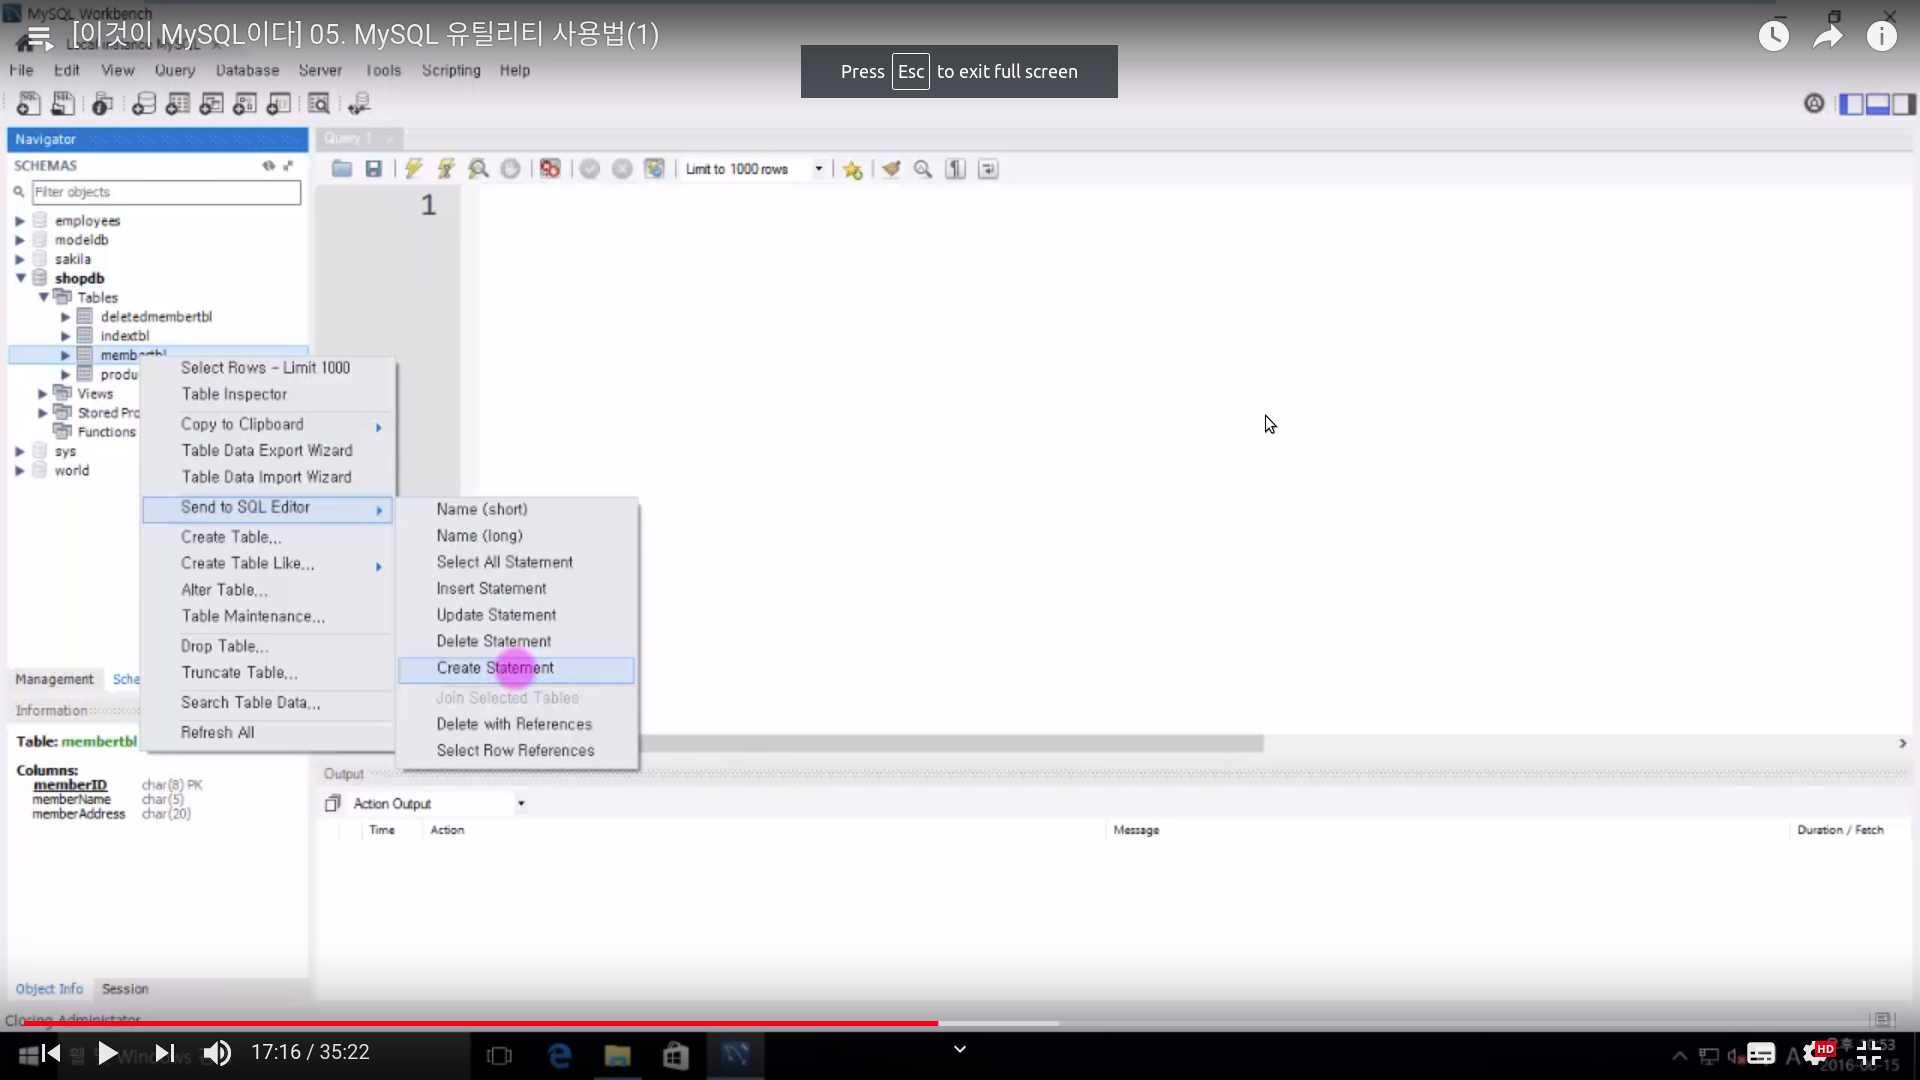 MySQL Workbench
[이것이 MySQL이다] 05. MySQL 유틸리티 사용법(1)
Press Esc to exit full screen
File Edit View Query Database Server Tools Scripting Help
Navigator
Query 1
SCHEMAS
Limit to 1000 rows
Filter objects
1
employees
modeldb
sakila
shopdb
Tables
deletedmembertbl
indextbl
membertbl
produ
Views
Stored Pro
Functions
sys
world
Select Rows - Limit 1000
Table Inspector
Copy to Clipboard
Table Data Export Wizard
Table Data Import Wizard
Send to SQL Editor
Create Table...
Create Table Like...
Alter Table...
Table Maintenance...
Drop Table...
Truncate Table...
Search Table Data...
Refresh All
Name (short)
Name (long)
Select All Statement
Insert Statement
Update Statement
Delete Statement
Create Statement
Join Selected Tables
Delete with References
Select Row References
Management Sche
Information
Table: membertbl
Columns:
memberID char(8) PK
memberName char(5)
memberAddress char(20)
Output
Action Output
Time Action Message Duration / Fetch
Object Info Session
Closing Administrator
17:16 / 35:22
HD